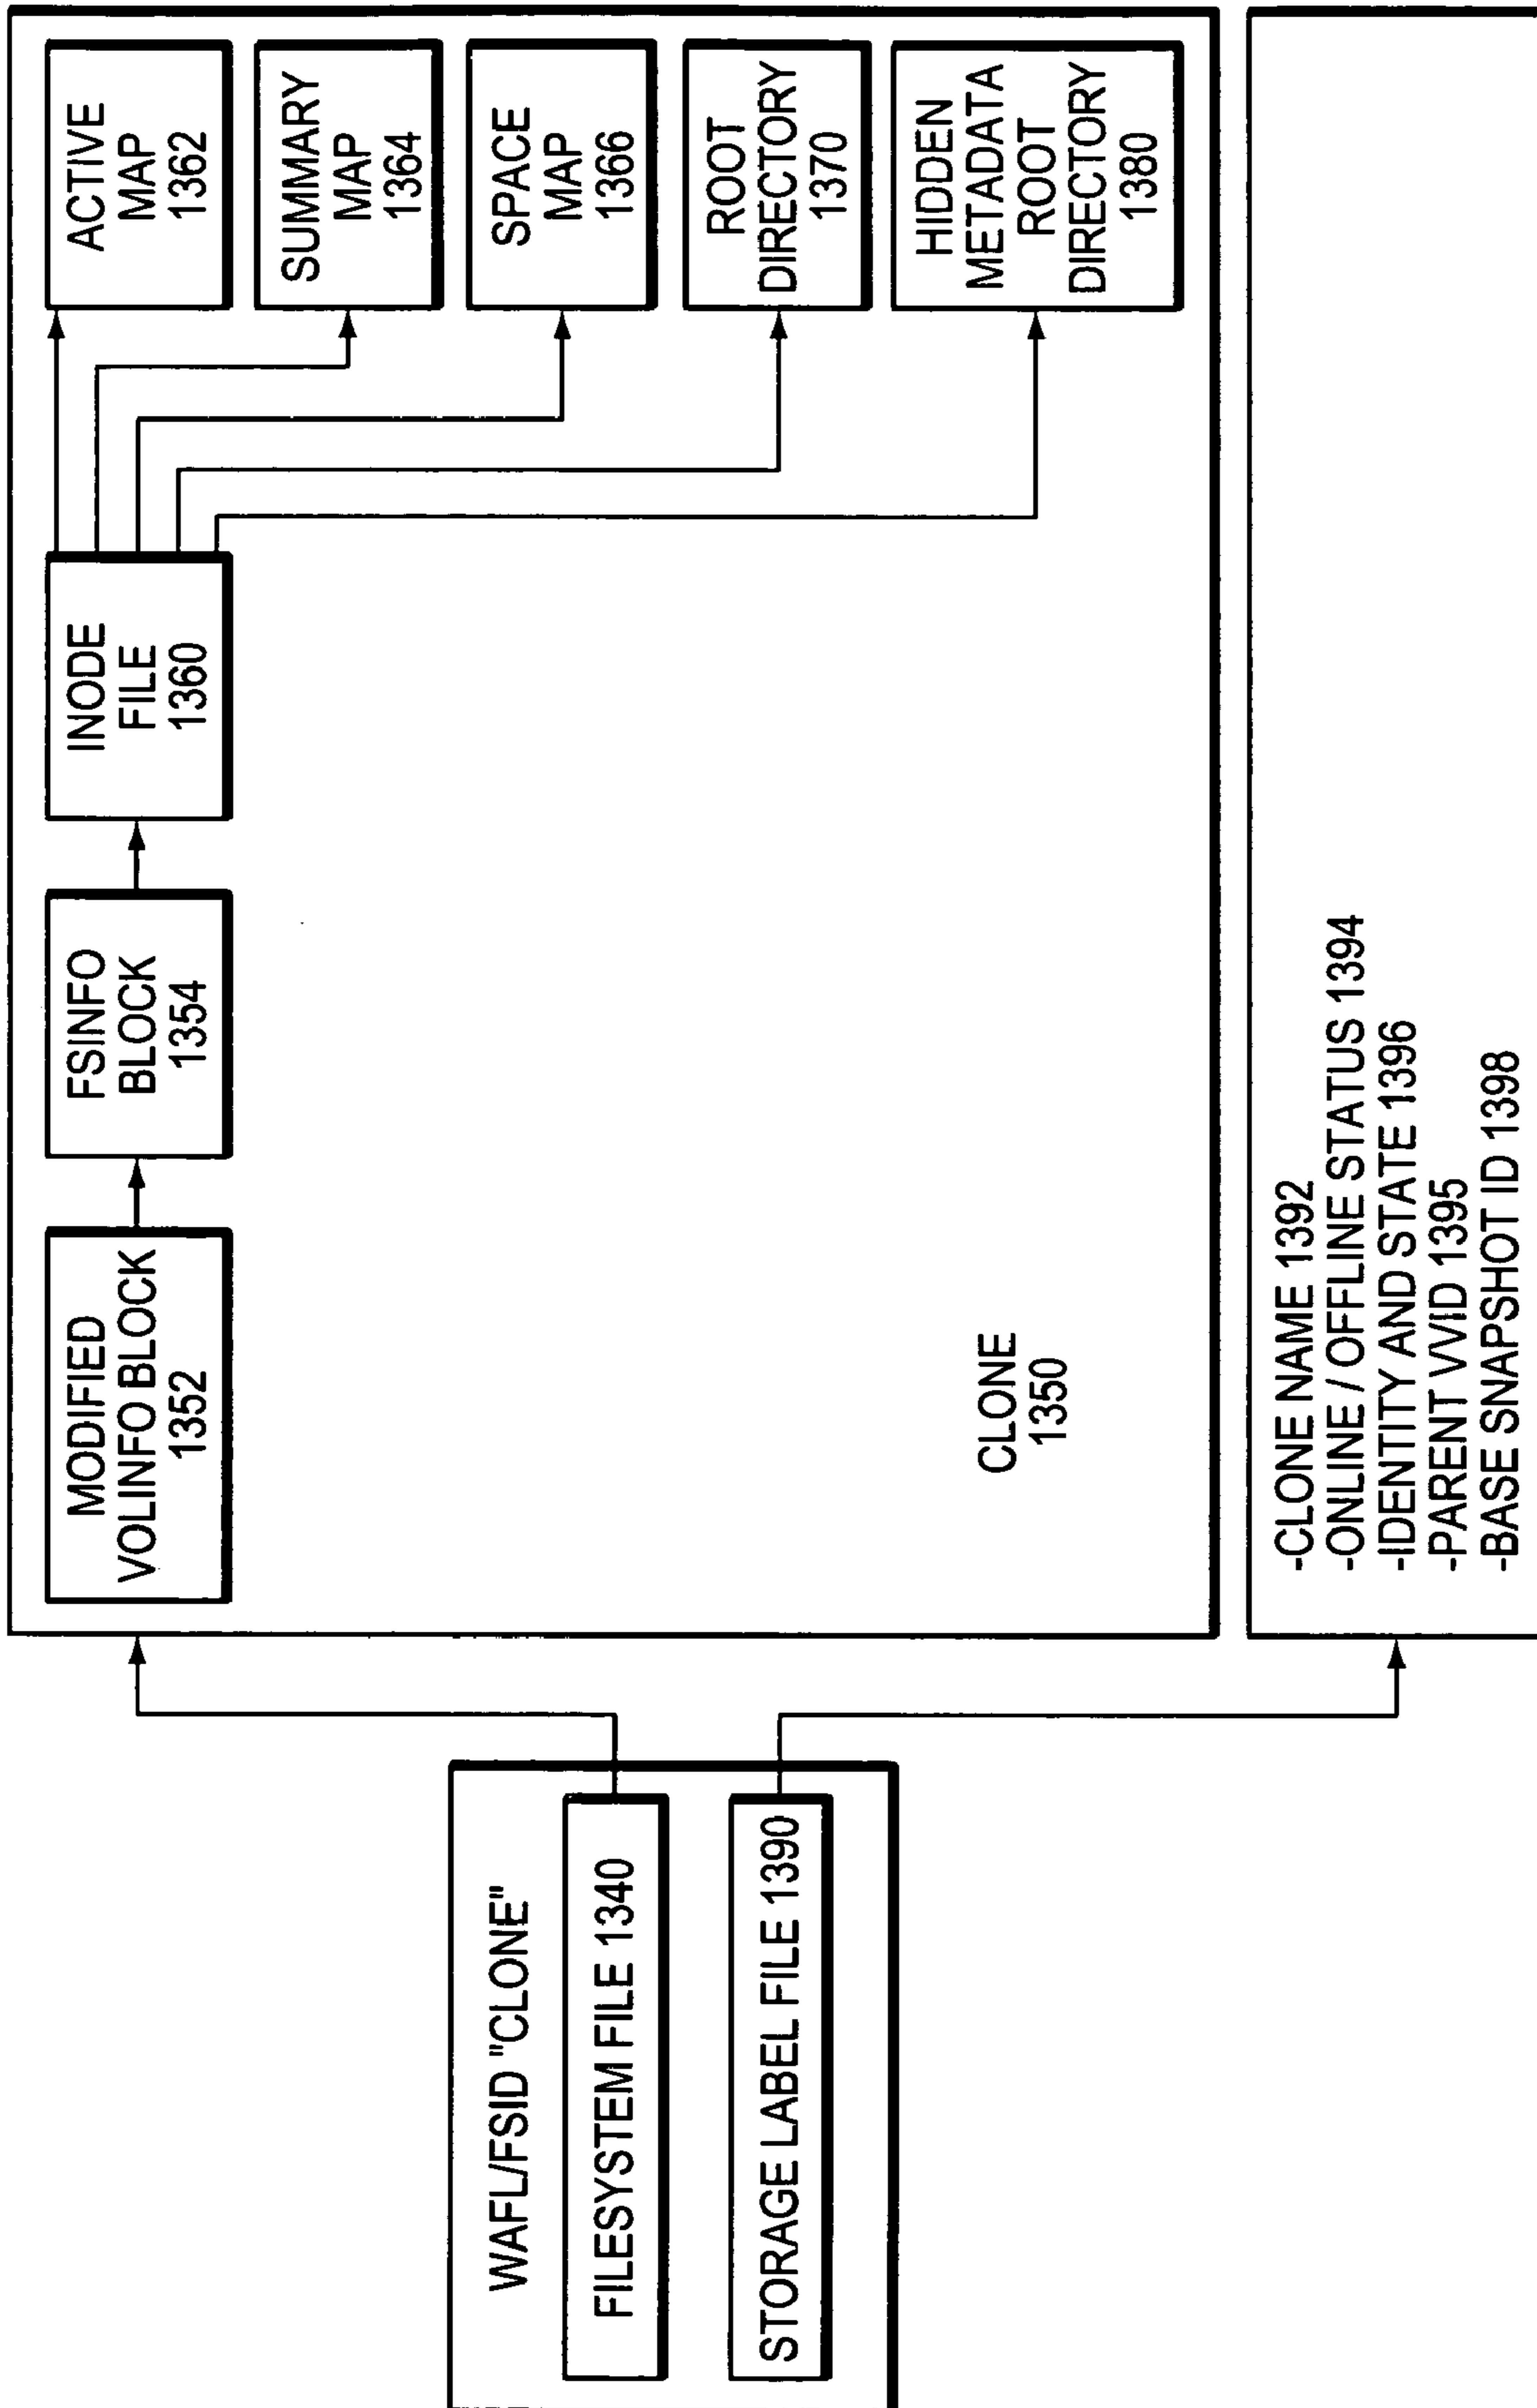 WAFL/FSID "CLONE"
FILESYSTEM FILE 1340
STORAGE LABEL FILE 1390
MODIFIED
VOLINFO BLOCK
1352
FSINFO
BLOCK
1354
INODE
FILE
1360
ACTIVE
MAP
1362
SUMMARY
MAP
1364
SPACE
MAP
1366
ROOT
DIRECTORY
1370
HIDDEN
METADATA
ROOT
DIRECTORY
1380
CLONE
1350
-CLONE NAME 1392
-ONLINE / OFFLINE STATUS 1394
-IDENTITY AND STATE 1396
-PARENT VVID 1395
-BASE SNAPSHOT ID 1398